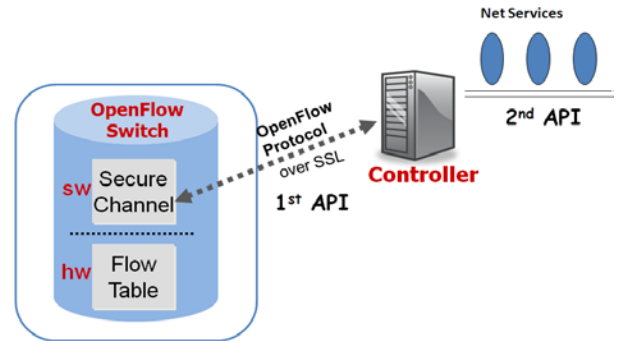 Net Services
2nd API
OpenFlow
Switch
OpenFlow
Protocol
over SSL
1st API
Controller
sw
Secure
Channel
hw
Flow
Table